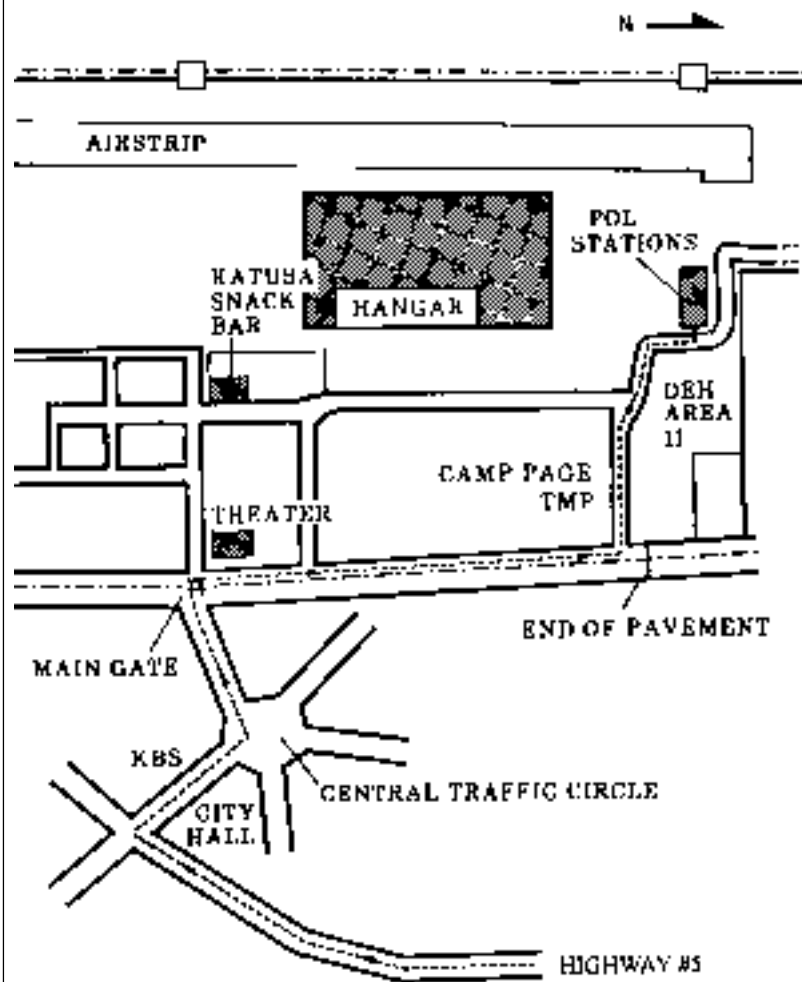 N
AIRSTRIP
POL
STATIONS
KATUSA
SNACK
BAR
HANGAR
DEH
AREA
11
CAMP PAGE
TMP
THEATER
END OF PAVEMENT
MAIN GATE
KBS
CENTRAL TRAFFIC CIRCLE
CITY
HALL
HIGHWAY #5